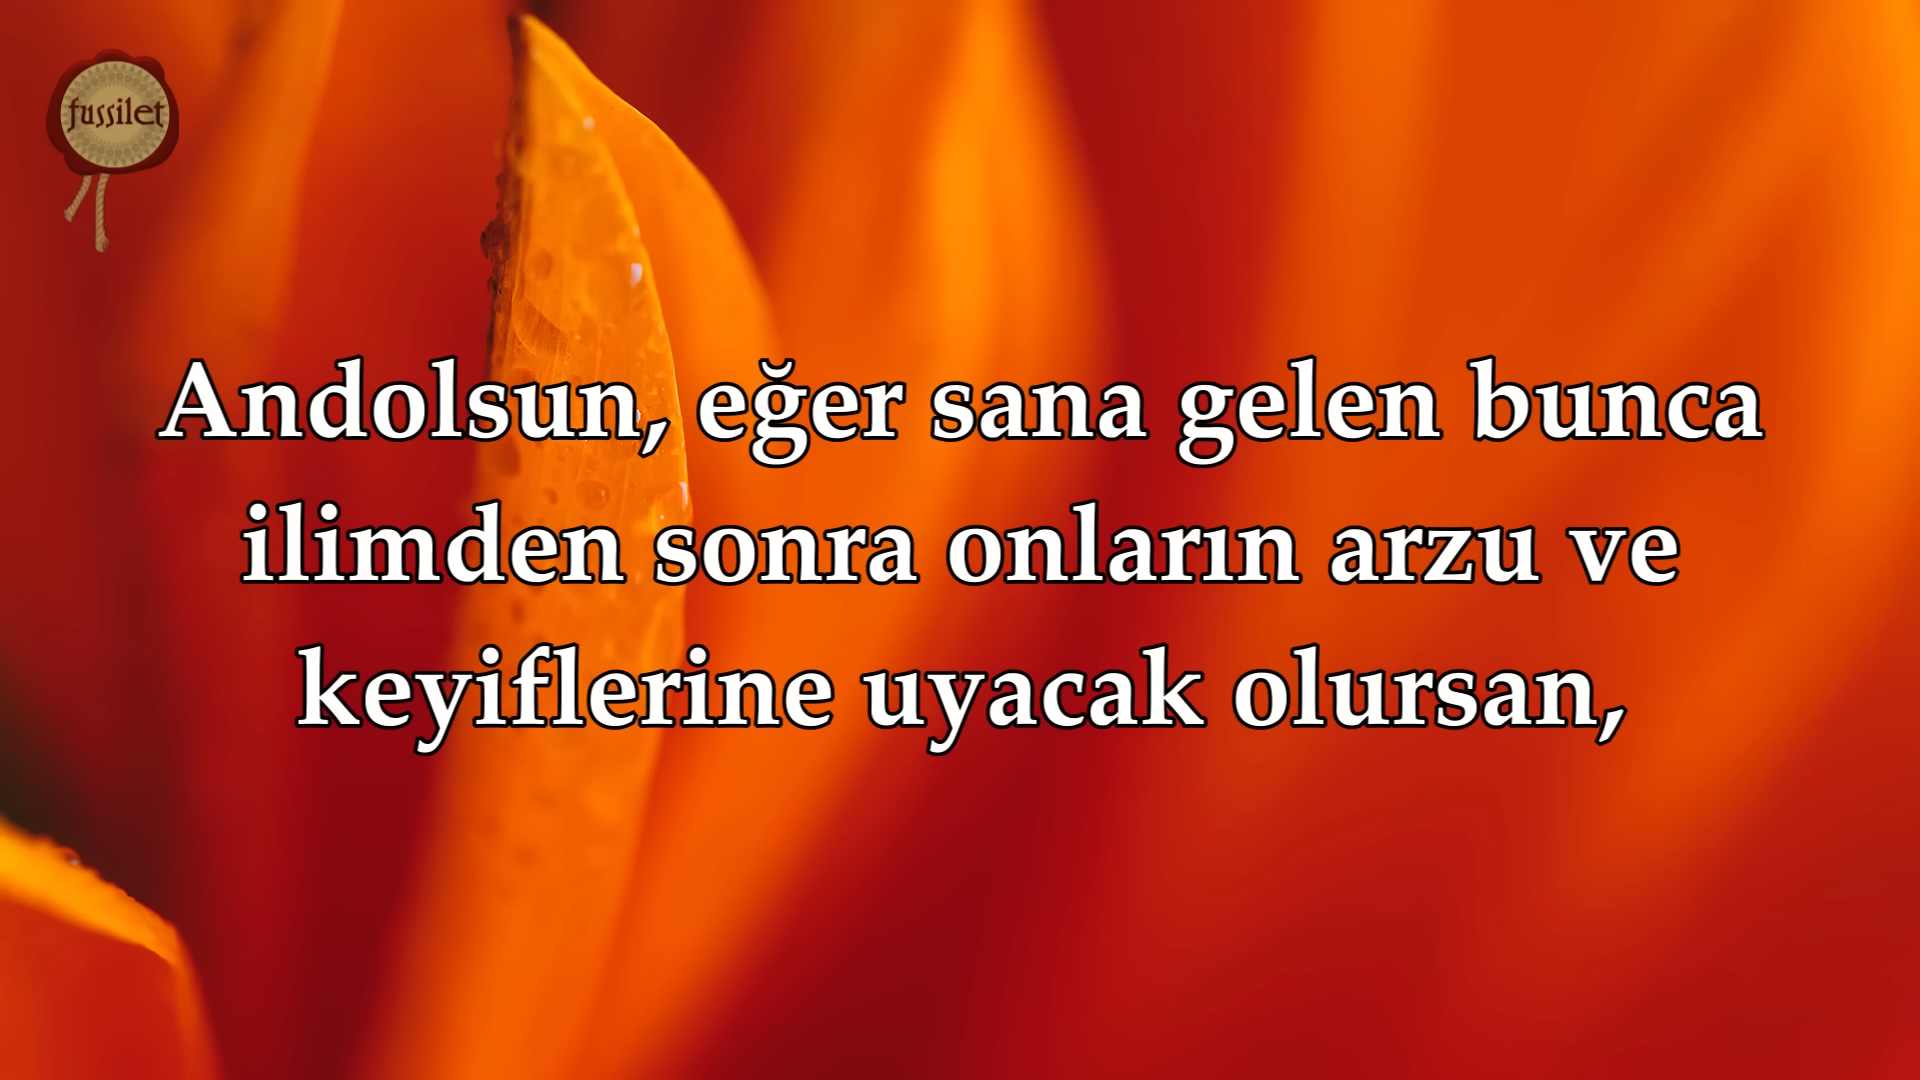 fussilet
Andolsun, eğer sana gelen bunca
ilimden sonra onların arzu ve
keyiflerine uyacak olursan,